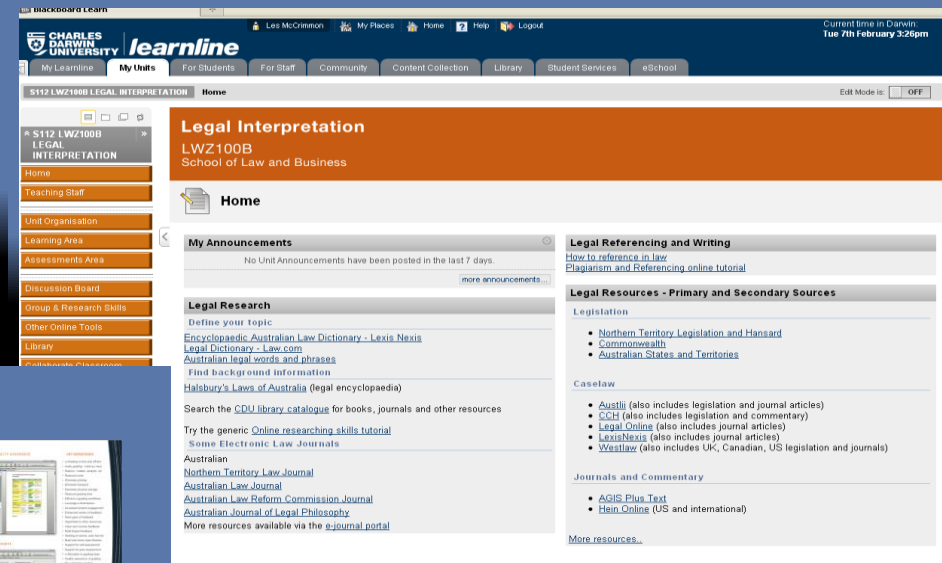 Blackboard Learn
Les McCrimmon My Places Home Help Logout
Current time in Darwin:
Tue 7th February 3:26pm
CHARLES
DARWIN
UNIVERSITY
learnline
My Learnline My Units For Students For Staff Community Content Collection Library Student Services eSchool
S112 LWZ100B LEGAL INTERPRETATION Home
Edit Mode is: OFF
S112 LWZ100B
LEGAL
INTERPRETATION
Home
Teaching Staff
Unit Organisation
Learning Area
Assessments Area
Discussion Board
Group & Research Skills
Other Online Tools
Library
Collaborate Classroom
Legal Interpretation
LWZ100B
School of Law and Business
Home
My Announcements
No Unit Announcements have been posted in the last 7 days.
more announcements...
Legal Research
Define your topic
Encyclopaedic Australian Law Dictionary - Lexis Nexis
Legal Dictionary - Law.com
Australian legal words and phrases
Find background information
Halsbury's Laws of Australia (legal encyclopaedia)
Search the CDU library catalogue for books, journals and other resources
Try the generic Online researching skills tutorial
Some Electronic Law Journals
Australian
Northern Territory Law Journal
Australian Law Journal
Australian Law Reform Commission Journal
Australian Journal of Legal Philosophy
More resources available via the e-journal portal
Legal Referencing and Writing
How to reference in law
Plagiarism and Referencing online tutorial
Legal Resources - Primary and Secondary Sources
Legislation
Northern Territory Legislation and Hansard
Commonwealth
Australian States and Territories
Caselaw
Austlii (also includes legislation and journal articles)
CCH (also includes legislation and commentary)
Legal Online (also includes journal articles)
LexisNexis (also includes journal articles)
Westlaw (also includes UK, Canadian, US legislation and journals)
Journals and Commentary
AGIS Plus Text
Hein Online (US and international)
More resources..